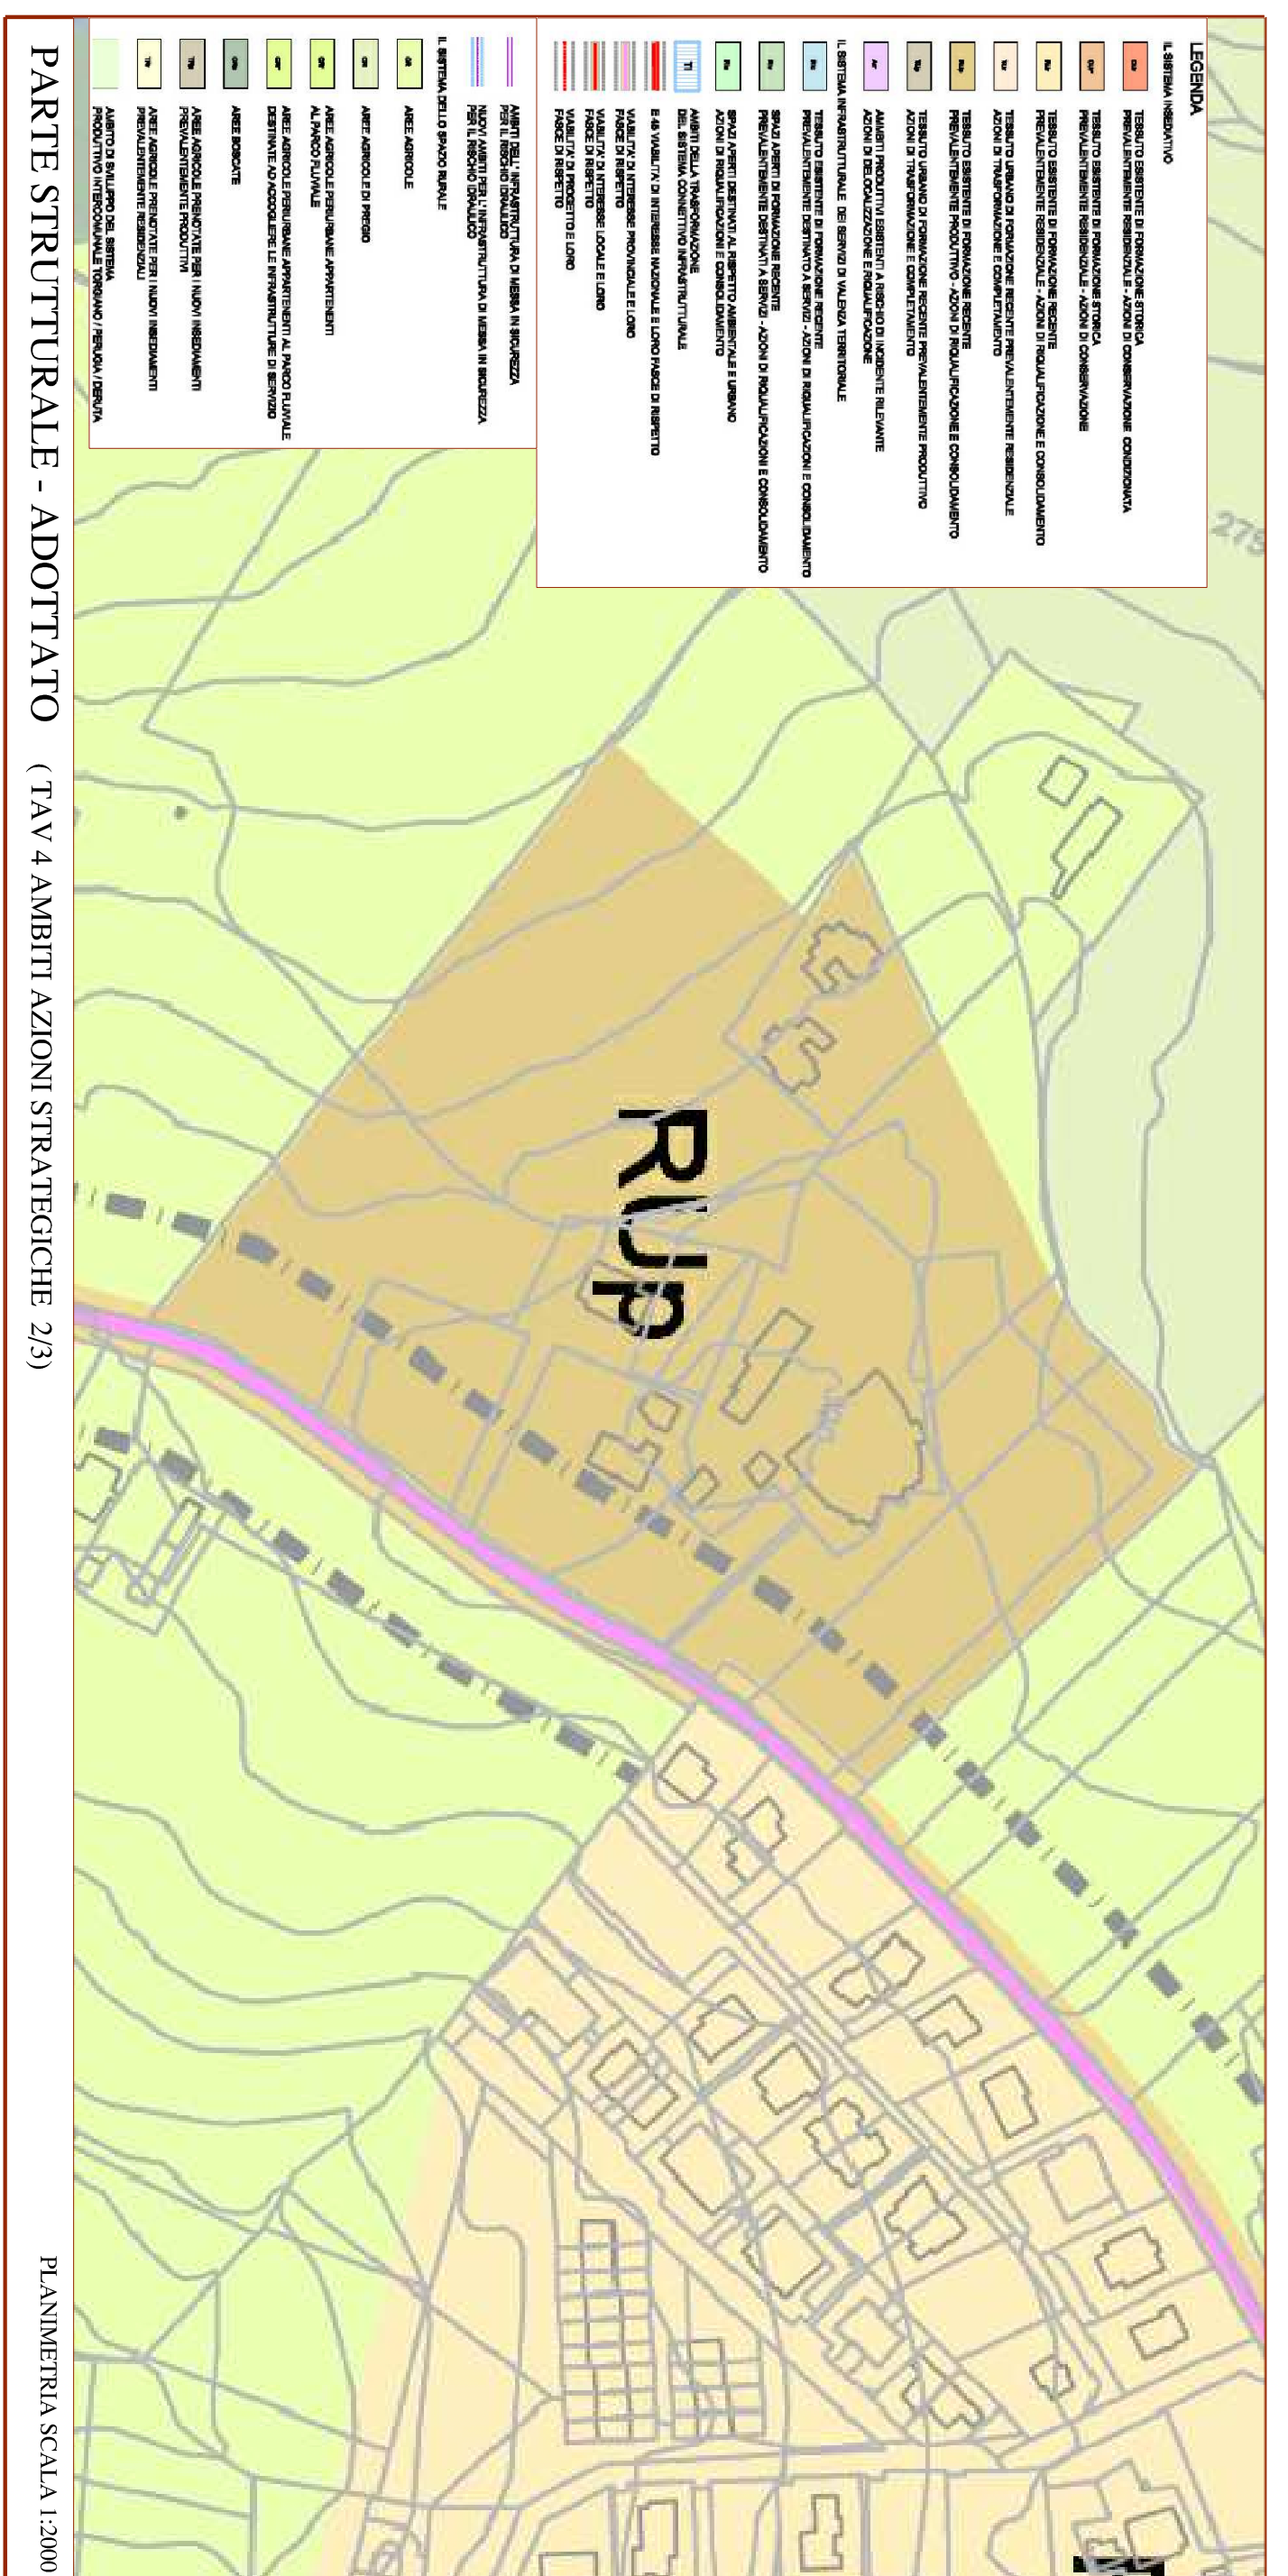 LEGENDA
IL SISTEMA INSEDIATIVO
TESSUTO ESISTENTE DI FORMAZIONE STORICA
PREVALENTEMENTE RESIDENZIALE - AZIONI DI CONSERVAZIONE CONDIZIONATA
TESSUTO ESISTENTE DI FORMAZIONE STORICA
PREVALENTEMENTE RESIDENZIALE - AZIONI DI CONSERVAZIONE
TESSUTO ESISTENTE DI FORMAZIONE RECENTE
PREVALENTEMENTE RESIDENZIALE - AZIONI DI RIQUALIFICAZIONE E CONSOLIDAMENTO
TESSUTO URBANO DI FORMAZIONE RECENTE PREVALENTEMENTE RESIDENZIALE
AZIONI DI TRASFORMAZIONE E COMPLETAMENTO
RUp
TESSUTO ESISTENTE DI FORMAZIONE RECENTE
PREVALENTEMENTE PRODUTTIVO - AZIONI DI RIQUALIFICAZIONE E CONSOLIDAMENTO
TESSUTO URBANO DI FORMAZIONE RECENTE PREVALENTEMENTE PRODUTTIVO
AZIONI DI TRASFORMAZIONE E COMPLETAMENTO
AMBITI PRODUTTIVI ESISTENTI A RISCHIO DI INCIDENTE RILEVANTE
AZIONI DI DELOCALIZZAZIONE E RIQUALIFICAZIONE
IL SISTEMA INFRASTRUTTURALE DEI SERVIZI DI VALENZA TERRITORIALE
TESSUTO ESISTENTE DI FORMAZIONE RECENTE
PREVALENTEMENTE DESTINATO A SERVIZI - AZIONI DI RIQUALIFICAZIONI E CONSOLIDAMENTO
SPAZI APERTI DI FORMAZIONE RECENTE
PREVALENTEMENTE DESTINATI A SERVIZI - AZIONI DI RIQUALIFICAZIONI E CONSOLIDAMENTO
SPAZI APERTI DESTINATI AL RISPETTO AMBIENTALE E URBANO
AZIONI DI RIQUALIFICAZIONI E CONSOLIDAMENTO
TI
AMBITI DELLA TRASFORMAZIONE
DEL SISTEMA CONNETTIVO INFRASTRUTTURALE
E 45 VIABILITA' DI INTERESSE NAZIONALE E LORO FASCE DI RISPETTO
VIABILITA' DI INTERESSE PROVINCIALE E LORO
FASCE DI RISPETTO
VIABILITA' DI INTERESSE LOCALE E LORO
FASCE DI RISPETTO
VIABILITA' DI PROGETTO E LORO
FASCE DI RISPETTO
AMBITI DELL' INFRASTRUTTURA DI MESSA IN SICUREZZA
PER IL RISCHIO IDRAULICO
NUOVI AMBITI PER L' INFRASTRUTTURA DI MESSA IN SICUREZZA
PER IL RISCHIO IDRAULICO
IL SISTEMA DELLO SPAZIO RURALE
AREE AGRICOLE
AREE AGRICOLE DI PREGIO
AREE AGRICOLE PERIURBANE APPARTENENTI
AL PARCO FLUVIALE
AREE AGRICOLE PERIURBANE APPARTENENTI AL PARCO FLUVIALE
DESTINATE AD ACCOGLIERE LE INFRASTRUTTURE DI SERVIZIO
AREE BOSCATE
AREE AGRICOLE PRENOTATE PER I NUOVI INSEDIAMENTI
PREVALENTEMENTE PRODUTTIVI
AREE AGRICOLE PRENOTATE PER I NUOVI INSEDIAMENTI
PREVALENTEMENTE RESIDENZIALI
AMBITO DI SVILUPPO DEL SISTEMA
PRODUTTIVO INTERCOMUNALE TORGIANO / PERUGIA / DERUTA
RUp
PARTE STRUTTURALE - ADOTTATO ( TAV 4 AMBITI AZIONI STRATEGICHE 2/3)
PLANIMETRIA SCALA 1:2000